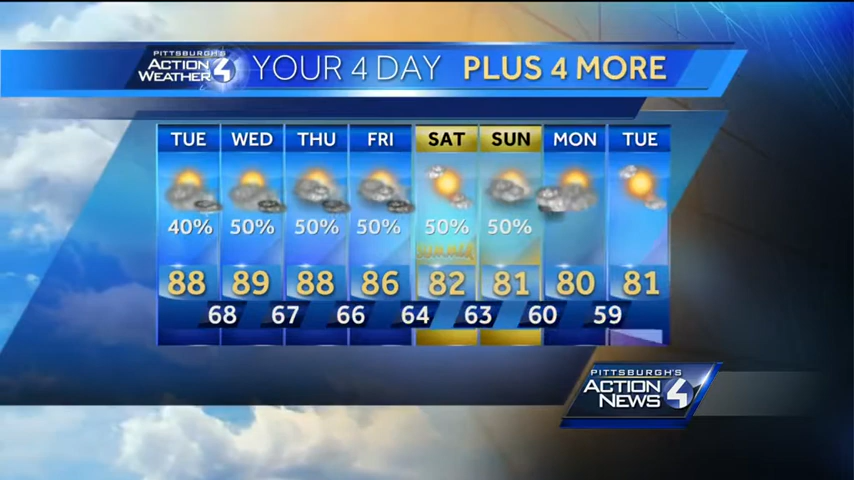 PITTSBURGH'S
ACTION
WEATHER 4
YOUR 4 DAY PLUS 4 MORE
TUE WED THU FRI SAT SUN MON TUE
40% 50% 50% 50% 50% 50%
SUMMER
88 89 88 86 82 81 80 81
68 67 66 64 63 60 59
PITTSBURGH'S
ACTION
NEWS 4